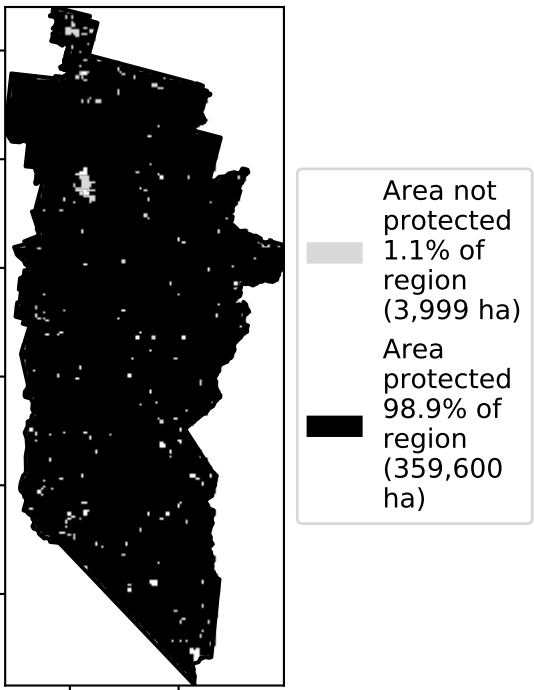 Area not
protected
1.1% of
region
(3,999 ha)
Area
protected
98.9% of
region
(359,600
ha)